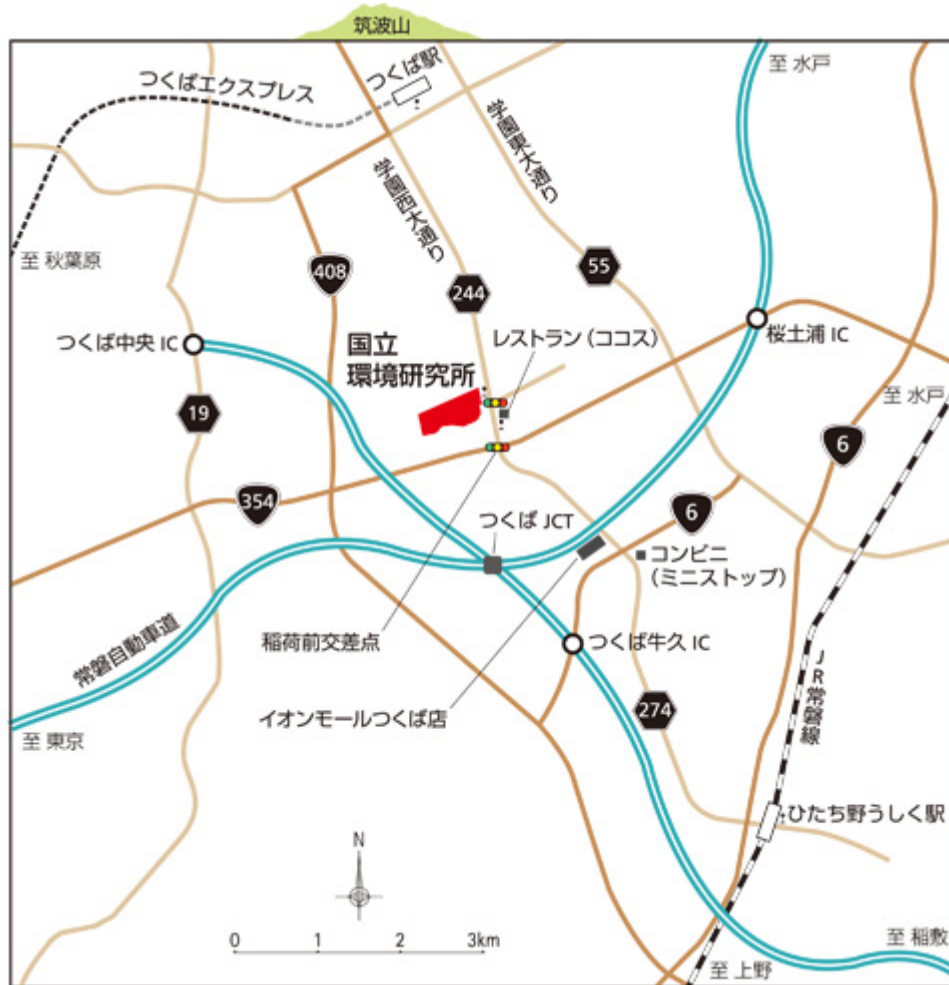 筑波山
つくばエクスプレス
つくば駅
至 水戸
学園東大通り
学園西大通り
至 秋葉原
408
244
55
つくば中央 IC
国立
環境研究所
レストラン(ココス)
桜土浦 IC
19
至 水戸
6
354
つくば JCT
6
コンビニ
(ミニストップ)
常磐自動車道
稲荷前交差点
つくば牛久 IC
JR常磐線
イオンモールつくば店
274
至 東京
ひたち野うしく駅
N
0 1 2 3km
至 稲敷
至 上野